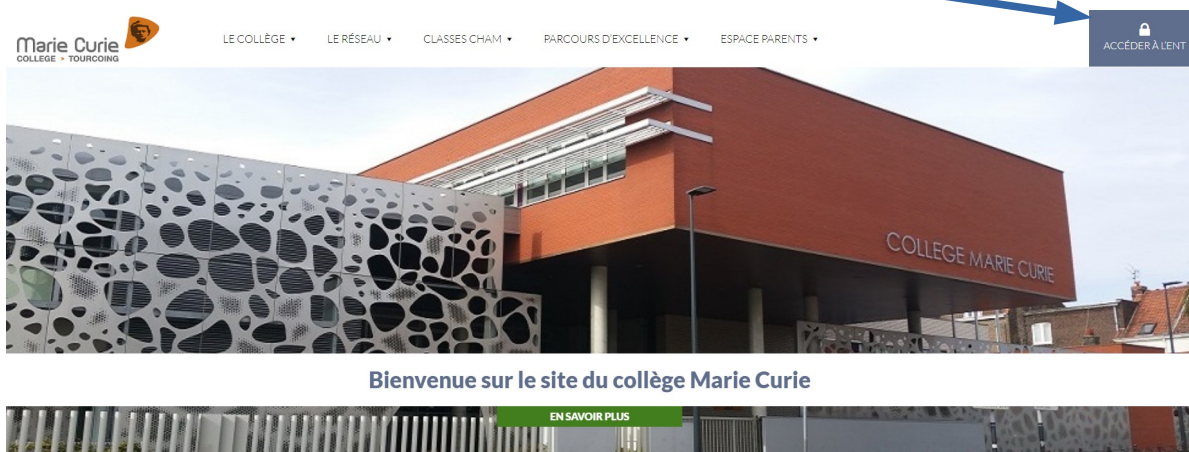 Marie Curie
COLLEGE • TOURCOING
LE COLLÈGE ▾
LE RÉSEAU ▾
CLASSES CHAM ▾
PARCOURS D'EXCELLENCE ▾
ESPACE PARENTS ▾
ACCÉDER À L'ENT
COLLEGE MARIE CURIE
Bienvenue sur le site du collège Marie Curie
EN SAVOIR PLUS